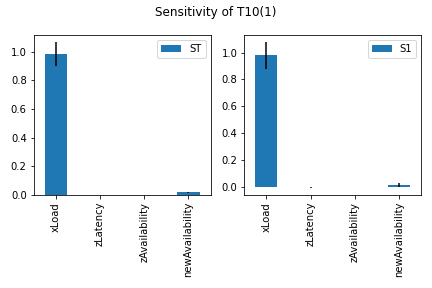 Sensitivity of T10(1)
ST
1.0
0.8
0.6
0.4
0.2
0.0
xLoad
zLatency
zAvailability
newAvailability
S1
1.0
0.8
0.6
0.4
0.2
0.0
xLoad
zLatency
zAvailability
newAvailability